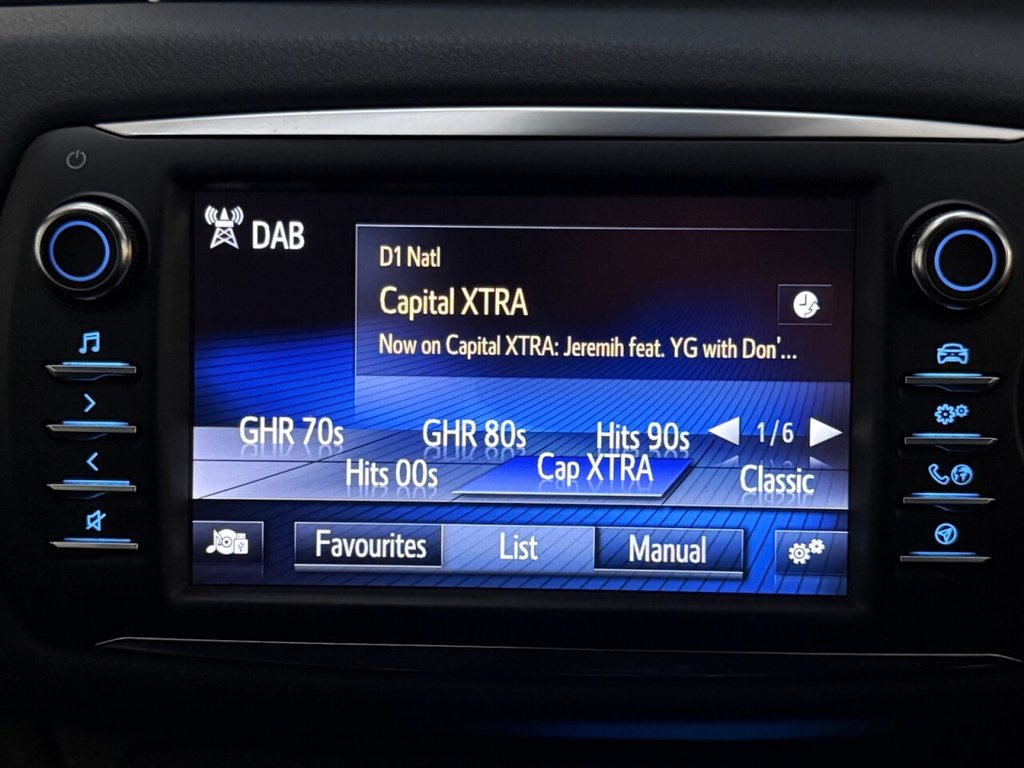 DAB
D1 Natl
Capital XTRA
Now on Capital XTRA: Jeremih feat. YG with Don'...
GHR 70s GHR 80s Hits 90s 1/6
Hits 00s Cap XTRA Classic
Favourites List Manual